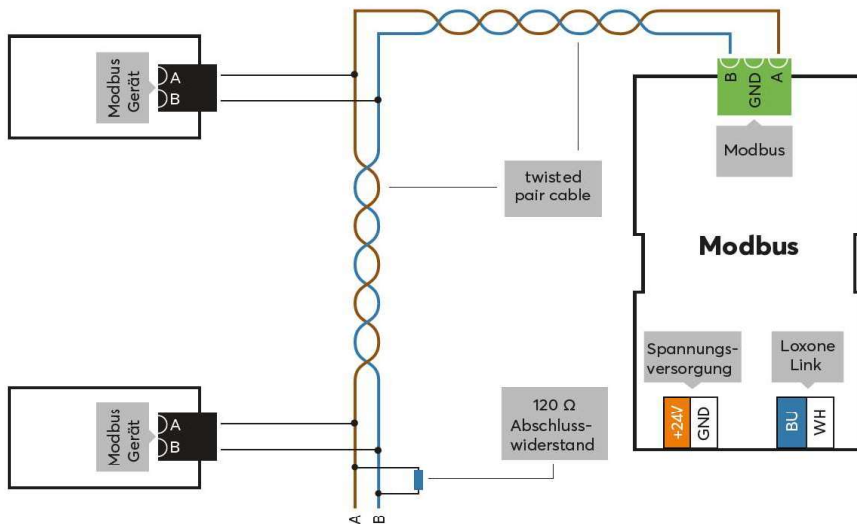 Modbus
Gerät
A
B
B
GND
A
Modbus
twisted
pair cable
Modbus
Spannungs-
versorgung
Loxone
Link
+24V
GND
BU
WH
Modbus
Gerät
A
B
120 Ω
Abschluss-
widerstand
A
B